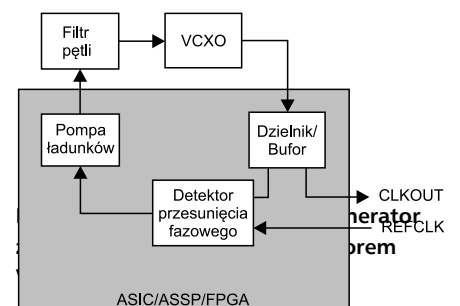 Filtr
pętli
VCXO
Pompa
ładunków
Dzielnik/
Bufor
Detektor
przesunięcia
fazowego
CLKOUT
REFCLK
ASIC/ASSP/FPGA